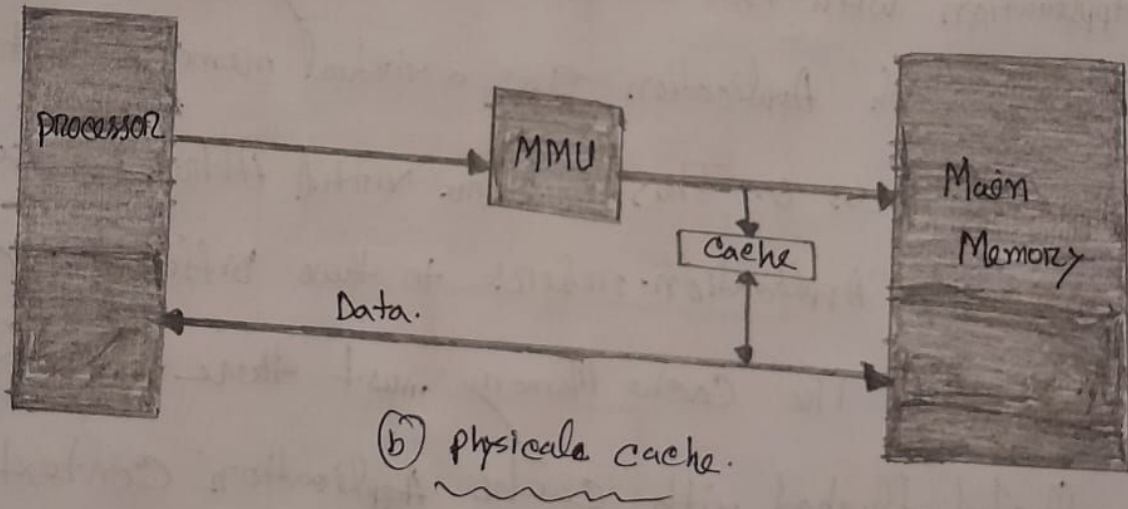 processor
MMU
Main
Memory
Cache
Data.
(b) physicale cache.